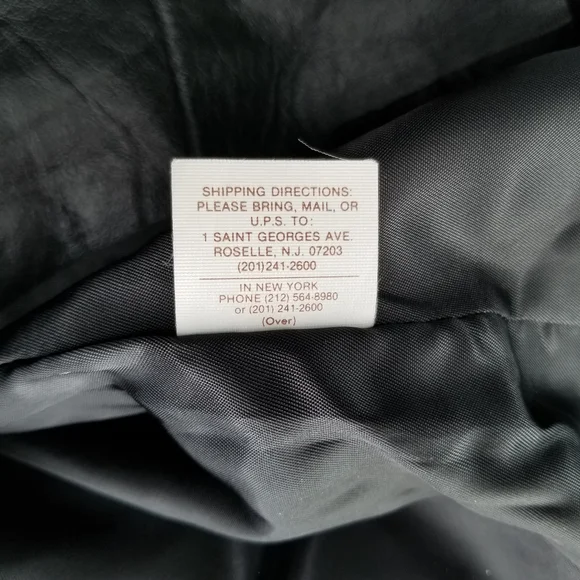 SHIPPING DIRECTIONS:
PLEASE BRING, MAIL, OR
U.P.S. TO:
1 SAINT GEORGES AVE.
ROSELLE, N.J. 07203
(201)241-2600
IN NEW YORK
PHONE (212) 564-8980
or (201) 241-2600
(Over)